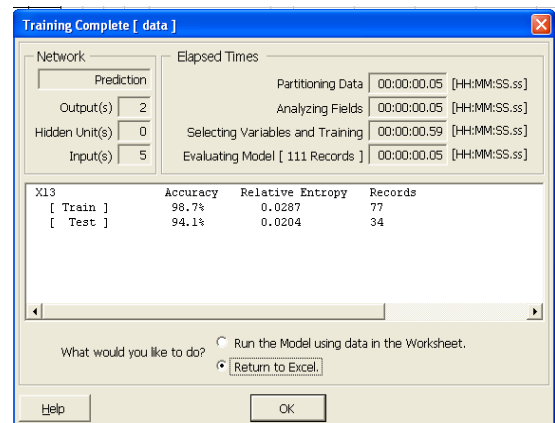 Training Complete [ data ]
Network
Prediction
Output(s) 2
Hidden Unit(s) 0
Input(s) 5
Elapsed Times
Partitioning Data 00:00:00.05 [HH:MM:SS.ss]
Analyzing Fields 00:00:00.05 [HH:MM:SS.ss]
Selecting Variables and Training 00:00:00.59 [HH:MM:SS.ss]
Evaluating Model [ 111 Records ] 00:00:00.05 [HH:MM:SS.ss]
X13 Accuracy Relative Entropy Records
[ Train ] 98.7% 0.0287 77
[ Test ] 94.1% 0.0204 34
What would you like to do?
Run the Model using data in the Worksheet.
Return to Excel.
Help OK